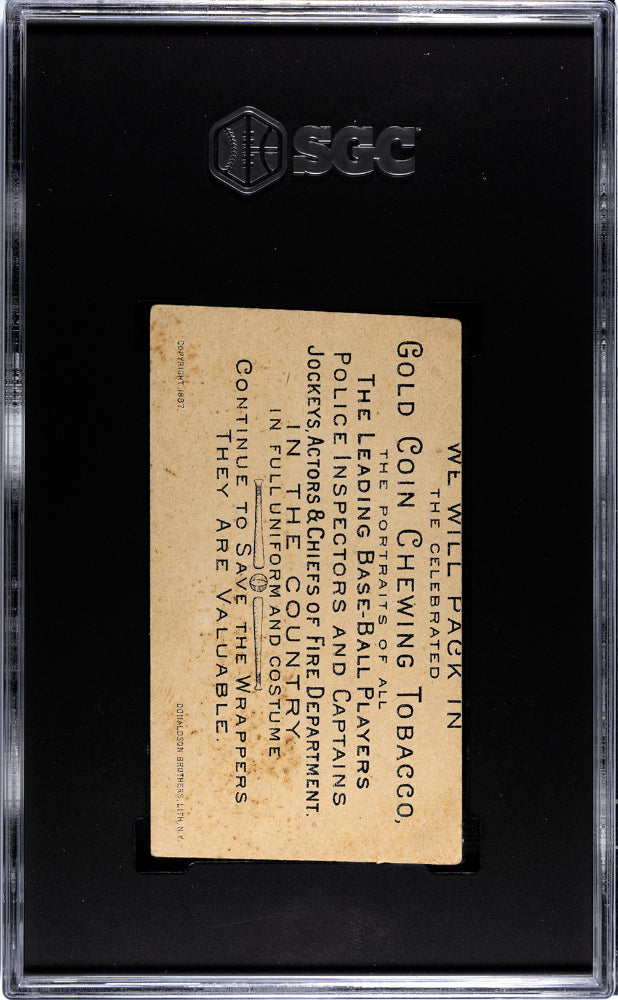 SGC
WE WILL PACK IN
THE CELEBRATED
GOLD COIN CHEWING TOBACCO,
THE PORTRAITS OF ALL
THE LEADING BASE-BALL PLAYERS
POLICE INSPECTORS AND CAPTAINS
JOCKEYS, ACTORS & CHIEFS OF FIRE DEPARTMENT.
IN THE COUNTRY
IN FULL UNIFORM AND COSTUME
CONTINUE TO SAVE THE WRAPPERS
THEY ARE VALUABLE.
COPYRIGHT 1887.
DONALDSON BROTHERS, LITH. N.Y.